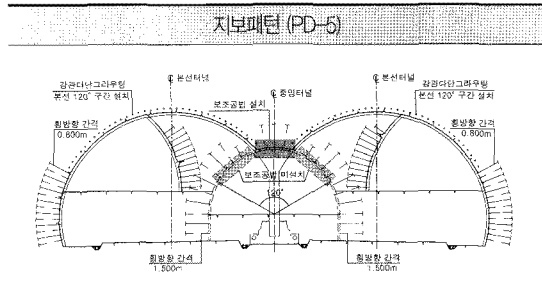 지보패턴 (PD-5)
강관다단그라우팅
본선 120° 구간 설치
℄ 본선터널
℄ 중앙터널
보조공법 설치
℄ 본선터널
강관다단그라우팅
본선 120° 구간 설치
횡방향 간격
0.600m
횡방향 간격
0.800m
보조공법 미설치
120°
횡방향 간격
1.500m
횡방향 간격
1.500m